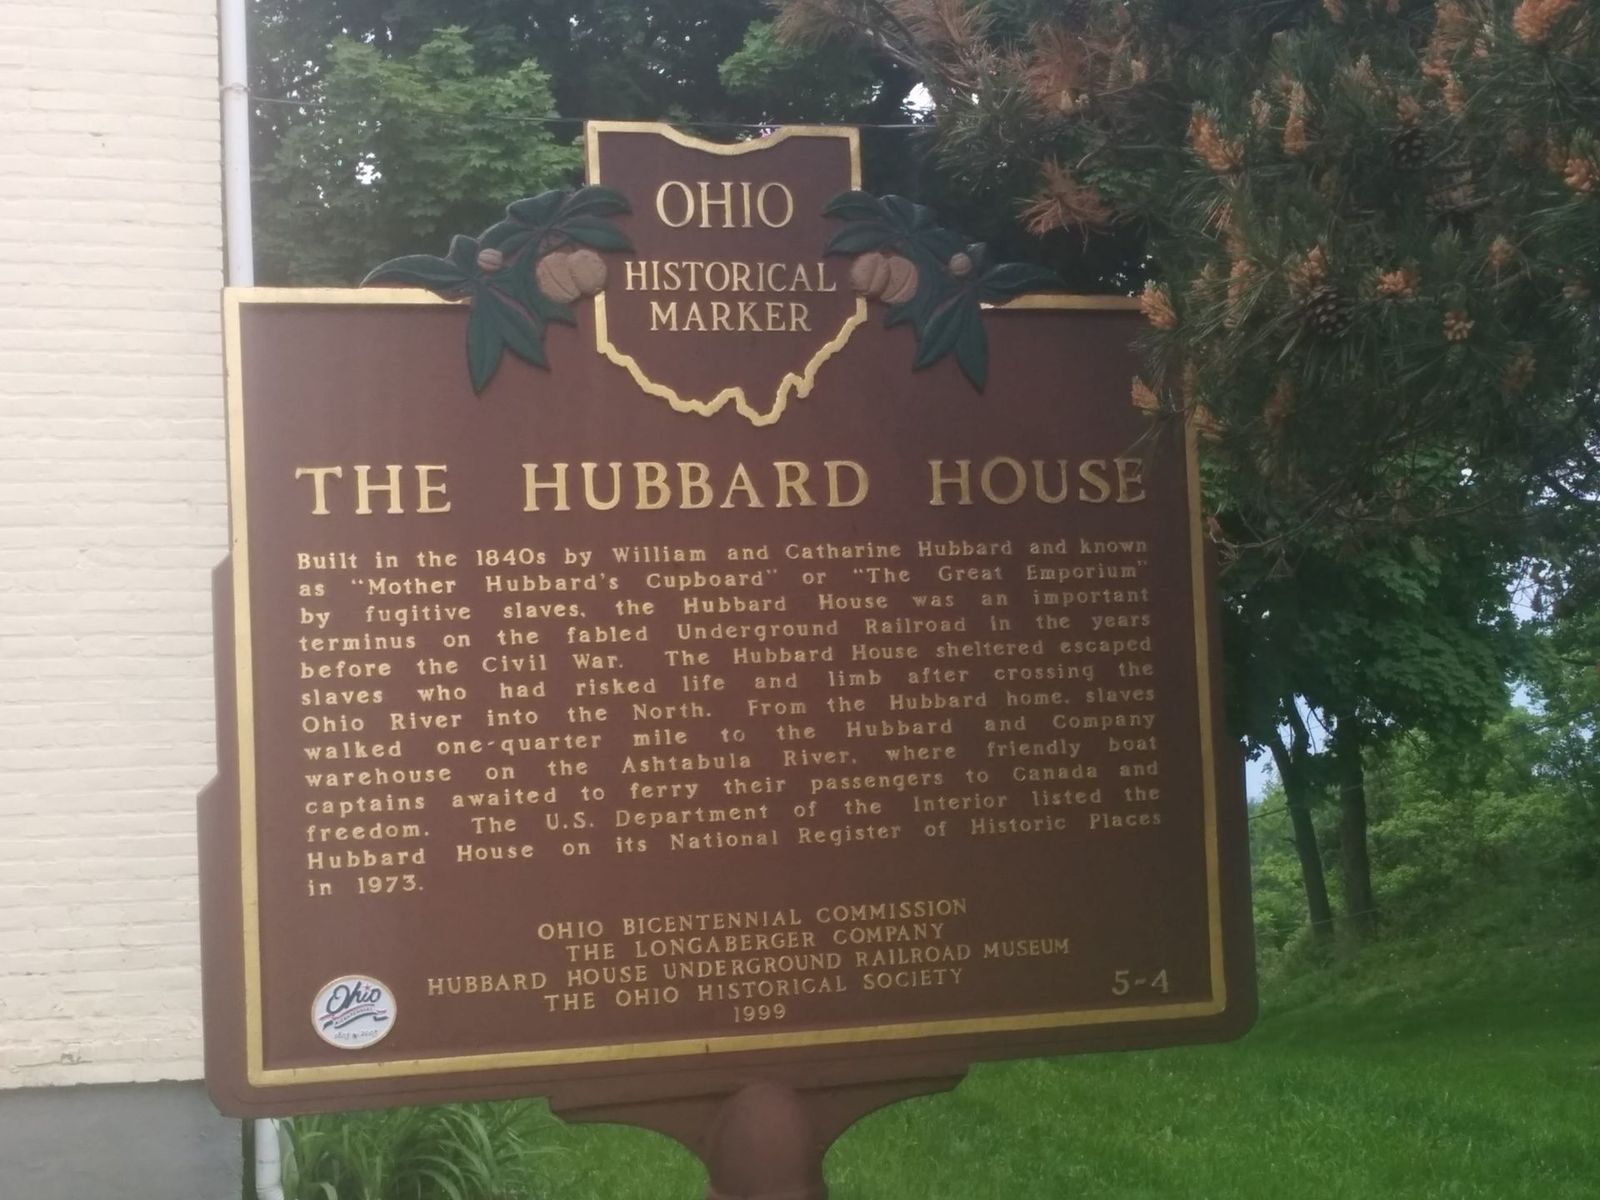 OHIO
HISTORICAL
MARKER
THE HUBBARD HOUSE
Built in the 1840s by William and Catharine Hubbard and known
as "Mother Hubbard's Cupboard" or "The Great Emporium"
by fugitive slaves, the Hubbard House was an important
terminus on the fabled Underground Railroad in the years
before the Civil War. The Hubbard House sheltered escaped
slaves who had risked life and limb after crossing the
Ohio River into the North. From the Hubbard home, slaves
walked one-quarter mile to the Hubbard and Company
warehouse on the Ashtabula River, where friendly boat
captains awaited to ferry their passengers to Canada and
freedom. The U.S. Department of the Interior listed the
Hubbard House on its National Register of Historic Places
in 1973.
OHIO BICENTENNIAL COMMISSION
THE LONGABERGER COMPANY
HUBBARD HOUSE UNDERGROUND RAILROAD MUSEUM
THE OHIO HISTORICAL SOCIETY
1999
5-4
Ohio
BICENTENNIAL